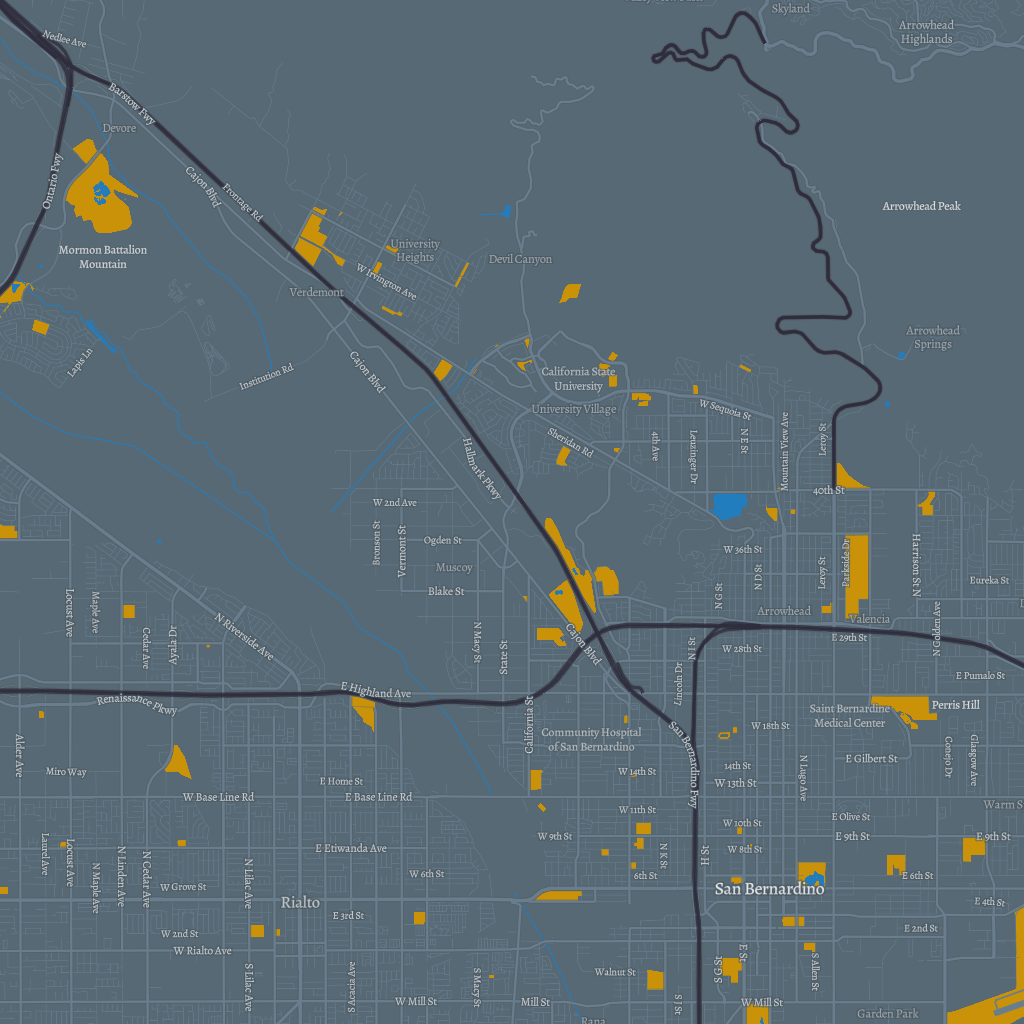 Skyland
Arrowhead
Highlands
Nedlee Ave
Barstow Fwy
Devore
Ontario Fwy
Cajon Blvd
Frontage Rd
Arrowhead Peak
Mormon Battalion
Mountain
University
Heights
Devil Canyon
W Irvington Ave
Verdemont
Arrowhead
Springs
Lapis Ln
Institution Rd
Cajon Blvd
California State
University
University Village
W Sequoia St
Mountain View Ave
Leroy St
N E St
4th Ave
Leuzinger Dr
Sheridan Rd
Hallmark Pkwy
40th St
W 2nd Ave
Bronson St
Vermont St
Ogden St
Muscoy
Blake St
W 36th St
N D St
N G St
Leroy St
Parkside Dr
Harrison St N
Eureka St
Locust Ave
Maple Ave
Cedar Ave
Ayala Dr
N Riverside Ave
N Macy St
State St
Cajon Blvd
Arrowhead
Valencia
E 29th St
N Golden Ave
W 28th St
N I St
Lincoln Dr
E Pumalo St
Renaissance Pkwy
E Highland Ave
California St
Saint Bernardine
Medical Center
Perris Hill
Community Hospital
of San Bernardino
San Bernardino Fwy
W 18th St
E Gilbert St
Conejo Dr
Glasgow Ave
Alder Ave
Miro Way
E Home St
W 14th St
14th St
W 13th St
N Lugo Ave
W Base Line Rd
E Base Line Rd
Warm S
W 11th St
W 10th St
E Olive St
E 9th St
E 9th St
W 9th St
Laurel Ave
Locust Ave
N Maple Ave
N Linden Ave
N Cedar Ave
N Lilac Ave
E Etiwanda Ave
N K St
H St
W 8th St
W 6th St
6th St
E 6th St
W Grove St
San Bernardino
Rialto
E 3rd St
E 4th St
E 2nd St
W 2nd St
W Rialto Ave
S Lilac Ave
S Acacia Ave
S Macy St
Walnut St
S J St
S G St
E St
S Allen St
W Mill St
Mill St
W Mill St
Garden Park
Rana